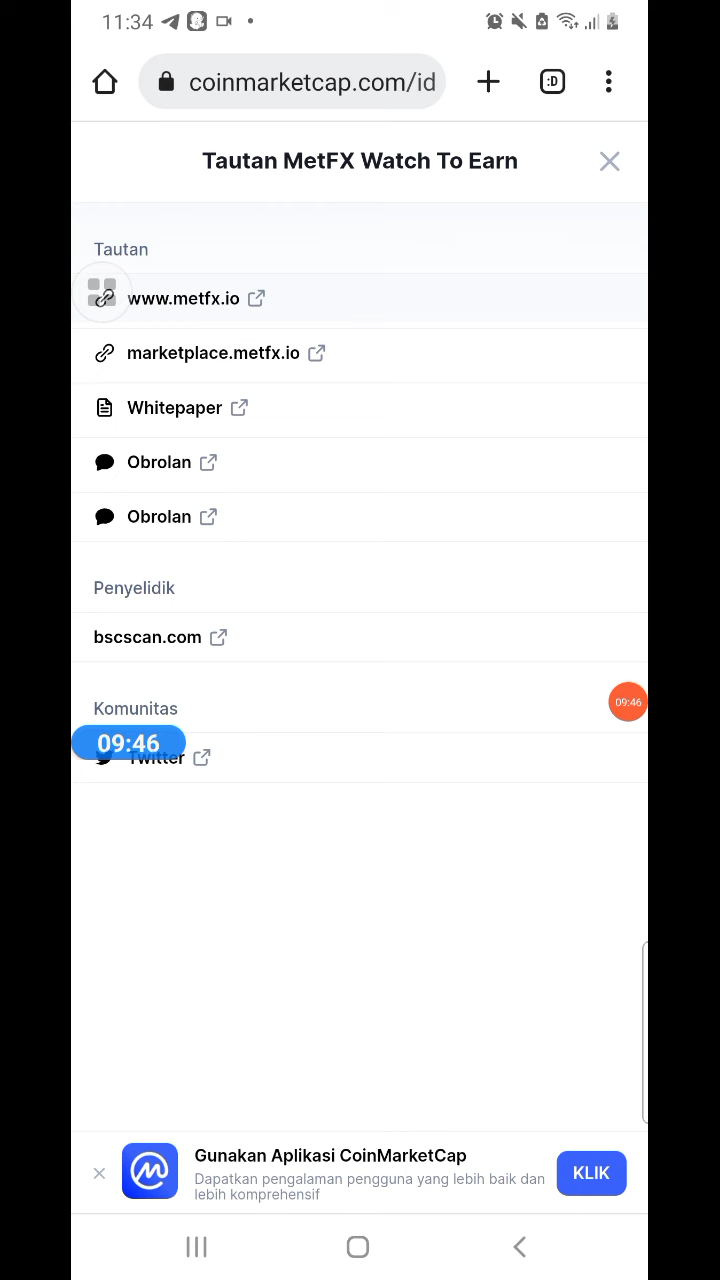 11:34
coinmarketcap.com/id
:D
Tautan MetFX Watch To Earn
Tautan
www.metfx.io
marketplace.metfx.io
Whitepaper
Obrolan
Obrolan
Penyelidik
bscscan.com
Komunitas
09:46
09:46
Twitter
Gunakan Aplikasi CoinMarketCap
Dapatkan pengalaman pengguna yang lebih baik dan
lebih komprehensif
KLIK